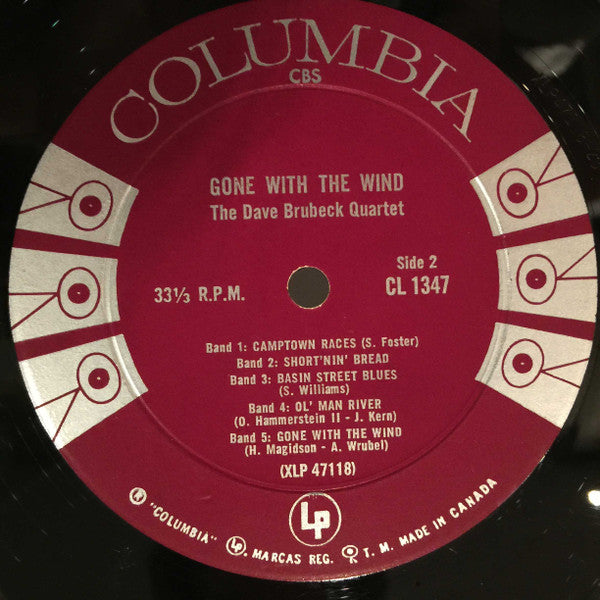 COLUMBIA
CBS
GONE WITH THE WIND
The Dave Brubeck Quartet
33⅓ R.P.M.
Side 2
CL 1347
Band 1: CAMPTOWN RACES (S. Foster)
Band 2: SHORT'NIN' BREAD
Band 3: BASIN STREET BLUES
(S. Williams)
Band 4: OL' MAN RIVER
(O. Hammerstein II - J. Kern)
Band 5: GONE WITH THE WIND
(H. Magidson - A. Wrubel)
(XLP 47118)
Lp
"COLUMBIA" Lp. MARCAS REG. T. M. MADE IN CANADA